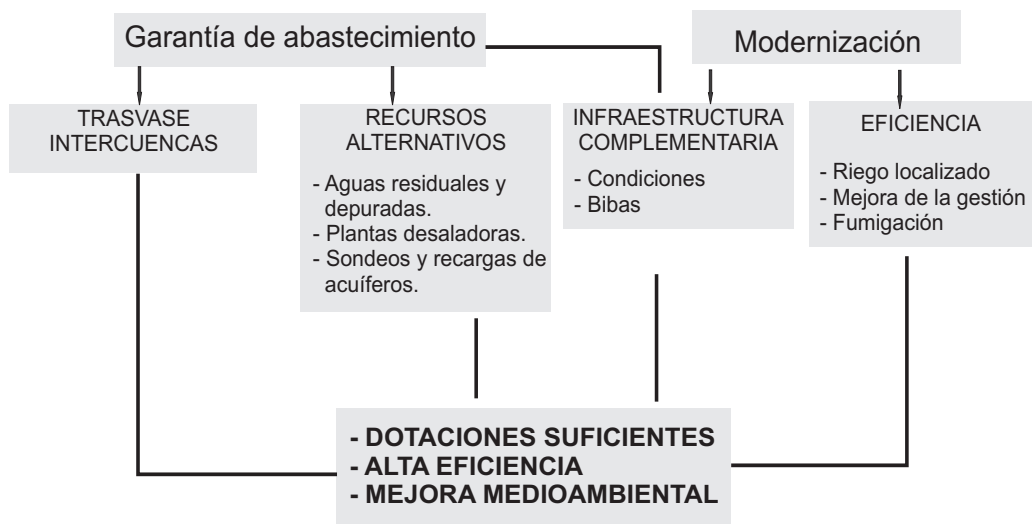 Garantía de abastecimiento
Modernización
TRASVASE
INTERCUENCAS
RECURSOS
ALTERNATIVOS
- Aguas residuales y
depuradas.
- Plantas desaladoras.
- Sondeos y recargas de
acuíferos.
INFRAESTRUCTURA
COMPLEMENTARIA
- Condiciones
- Bibas
EFICIENCIA
- Riego localizado
- Mejora de la gestión
- Fumigación
- DOTACIONES SUFICIENTES
- ALTA EFICIENCIA
- MEJORA MEDIOAMBIENTAL